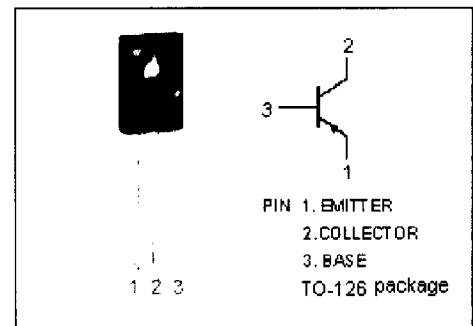 2
3
1
PIN 1. EMITTER
2.COLLECTOR
3. BASE
TO-126 package
1 2 3